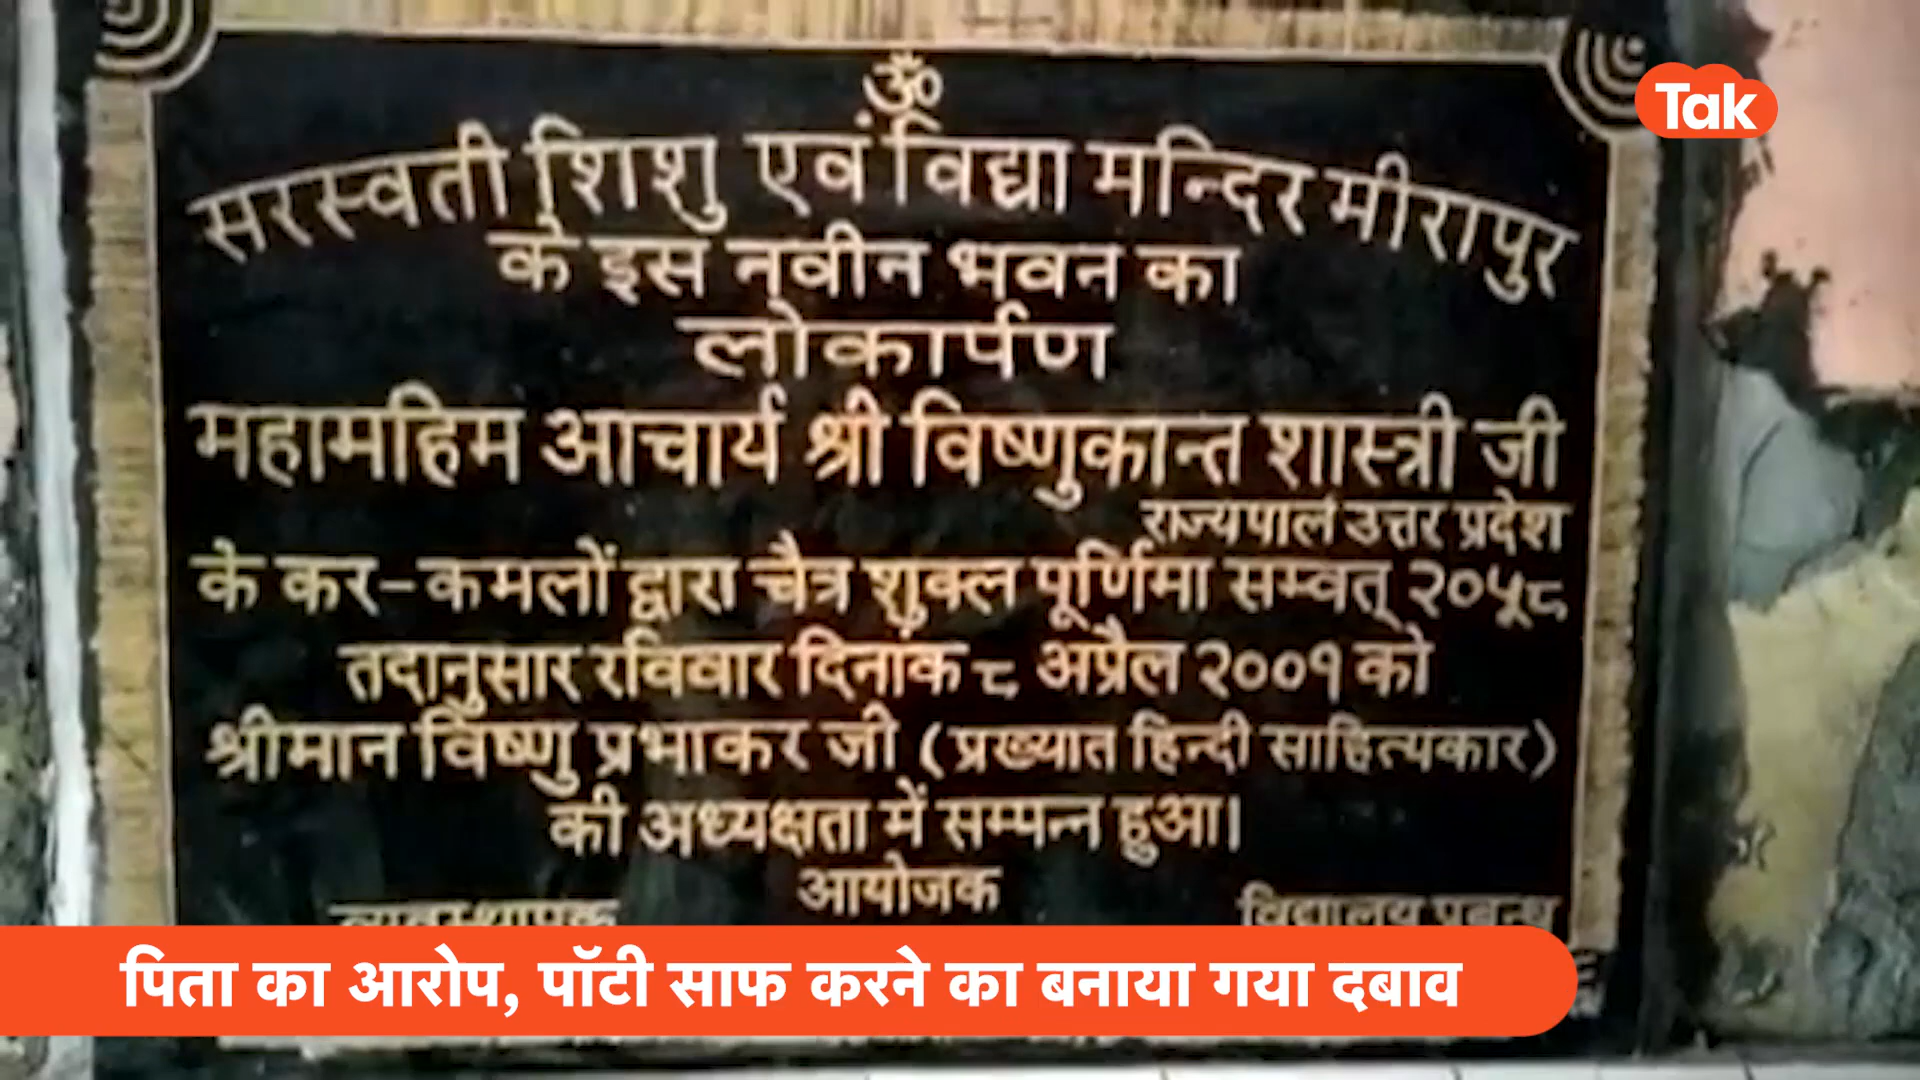 ॐ
Tak
सरस्वती शिशु एवं विद्या मन्दिर मीरापुर
के इस नवीन भवन का
लोकार्पण
महामहिम आचार्य श्री विष्णुकान्त शास्त्री जी
राज्यपाल उत्तर प्रदेश
के कर-कमलों द्वारा चैत्र शुक्ल पूर्णिमा सम्वत् २०५८
तदानुसार रविवार दिनांक ८ अप्रैल २००१ को
श्रीमान विष्णु प्रभाकर जी (प्रख्यात हिन्दी साहित्यकार)
की अध्यक्षता में सम्पन्न हुआ।
आयोजक
व्यवस्थापक विद्यालय प्रबन्ध
पिता का आरोप, पॉटी साफ करने का बनाया गया दबाव